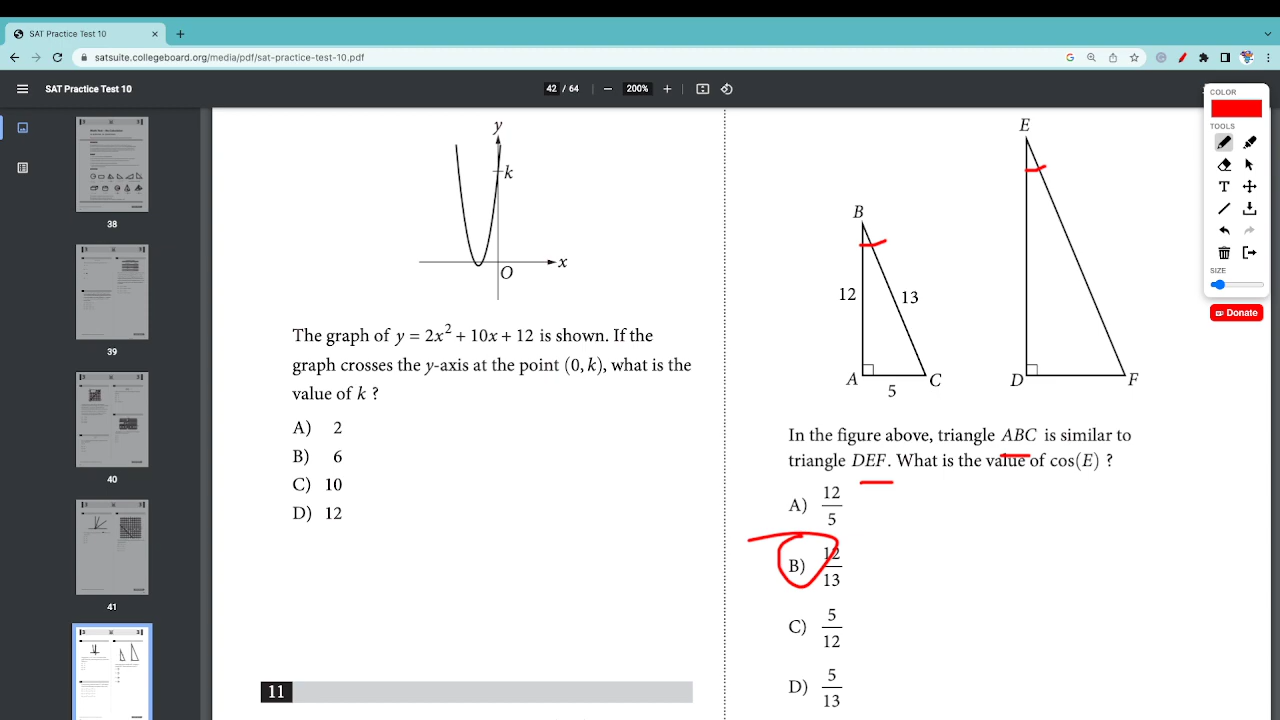 SAT Practice Test 10
satsuite.collegeboard.org/media/pdf/sat-practice-test-10.pdf
SAT Practice Test 10
42 / 64
200%
38
39
40
41
y
k
O
x
The graph of y = 2x² + 10x + 12 is shown. If the
graph crosses the y-axis at the point (0, k), what is the
value of k ?
A) 2
B) 6
C) 10
D) 12
11
B
12
13
A
C
5
E
D
F
In the figure above, triangle ABC is similar to
triangle DEF. What is the value of cos(E) ?
A) 12/5
B) 12/13
C) 5/12
D) 5/13
COLOR
TOOLS
T
SIZE
Donate